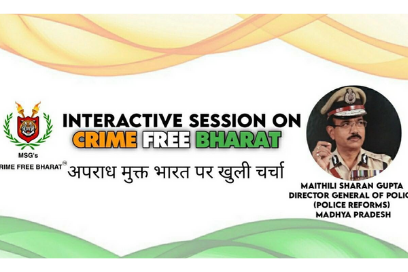 INTERACTIVE SESSION ON
CRIME FREE BHARAT
अपराध मुक्त भारत पर खुली चर्चा
MSG's
CRIME FREE BHARAT
MAITHILI SHARAN GUPTA
DIRECTOR GENERAL OF POLICE
(POLICE REFORMS)
MADHYA PRADESH